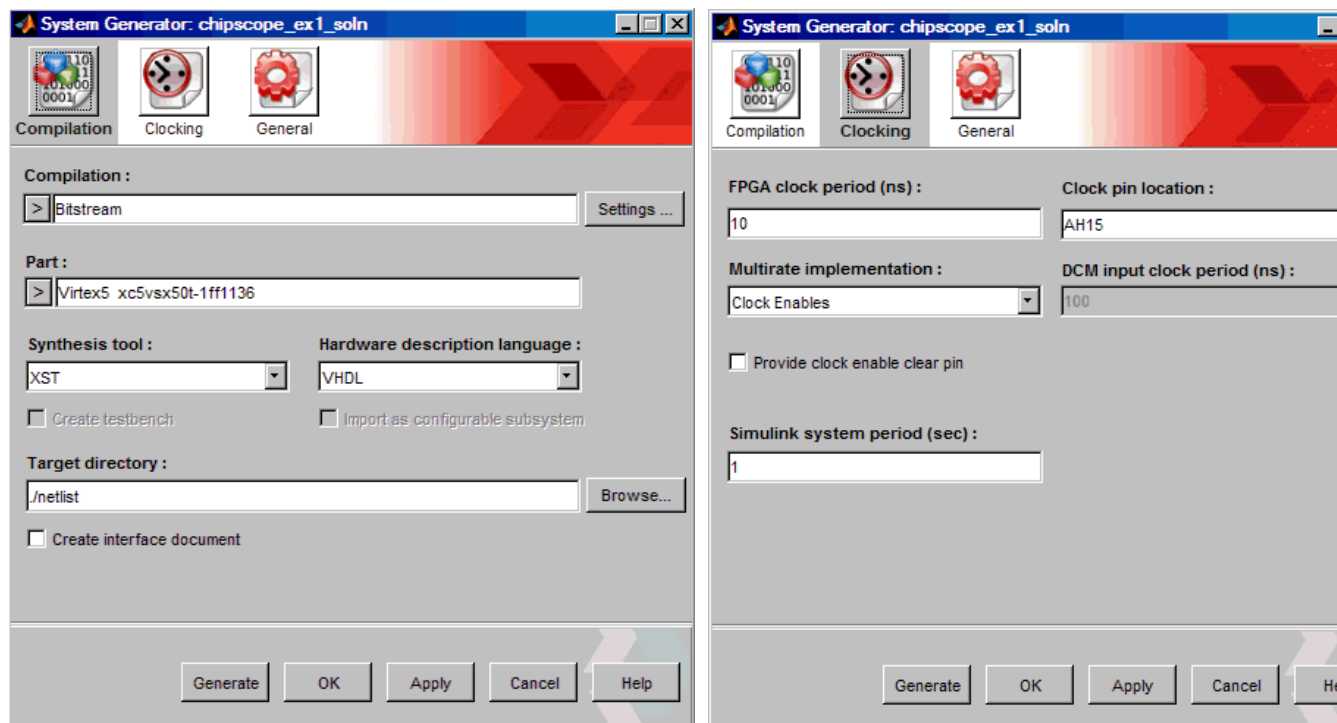 System Generator: chipscope_ex1_soln
Compilation Clocking General
Compilation :
> Bitstream Settings ...
Part :
> Virtex5 xc5vsx50t-1ff1136
Synthesis tool : Hardware description language :
XST VHDL
Create testbench Import as configurable subsystem
Target directory :
./netlist Browse...
Create interface document
Generate OK Apply Cancel Help
System Generator: chipscope_ex1_soln
Compilation Clocking General
FPGA clock period (ns) : Clock pin location :
10 AH15
Multirate implementation : DCM input clock period (ns) :
Clock Enables 100
Provide clock enable clear pin
Simulink system period (sec) :
1
Generate OK Apply Cancel He